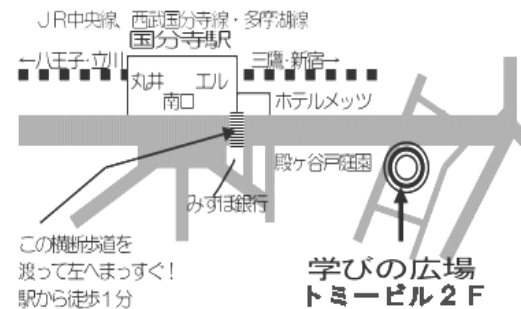 JR中央線、西武国分寺線・多摩湖線
国分寺駅
←八王子・立川
三鷹・新宿→
丸井 エル
南口
ホテルメッツ
殿ヶ谷戸庭園
みずほ銀行
この横断歩道を
渡って左へまっすぐ！
駅から徒歩1分
学びの広場
トミービル2F